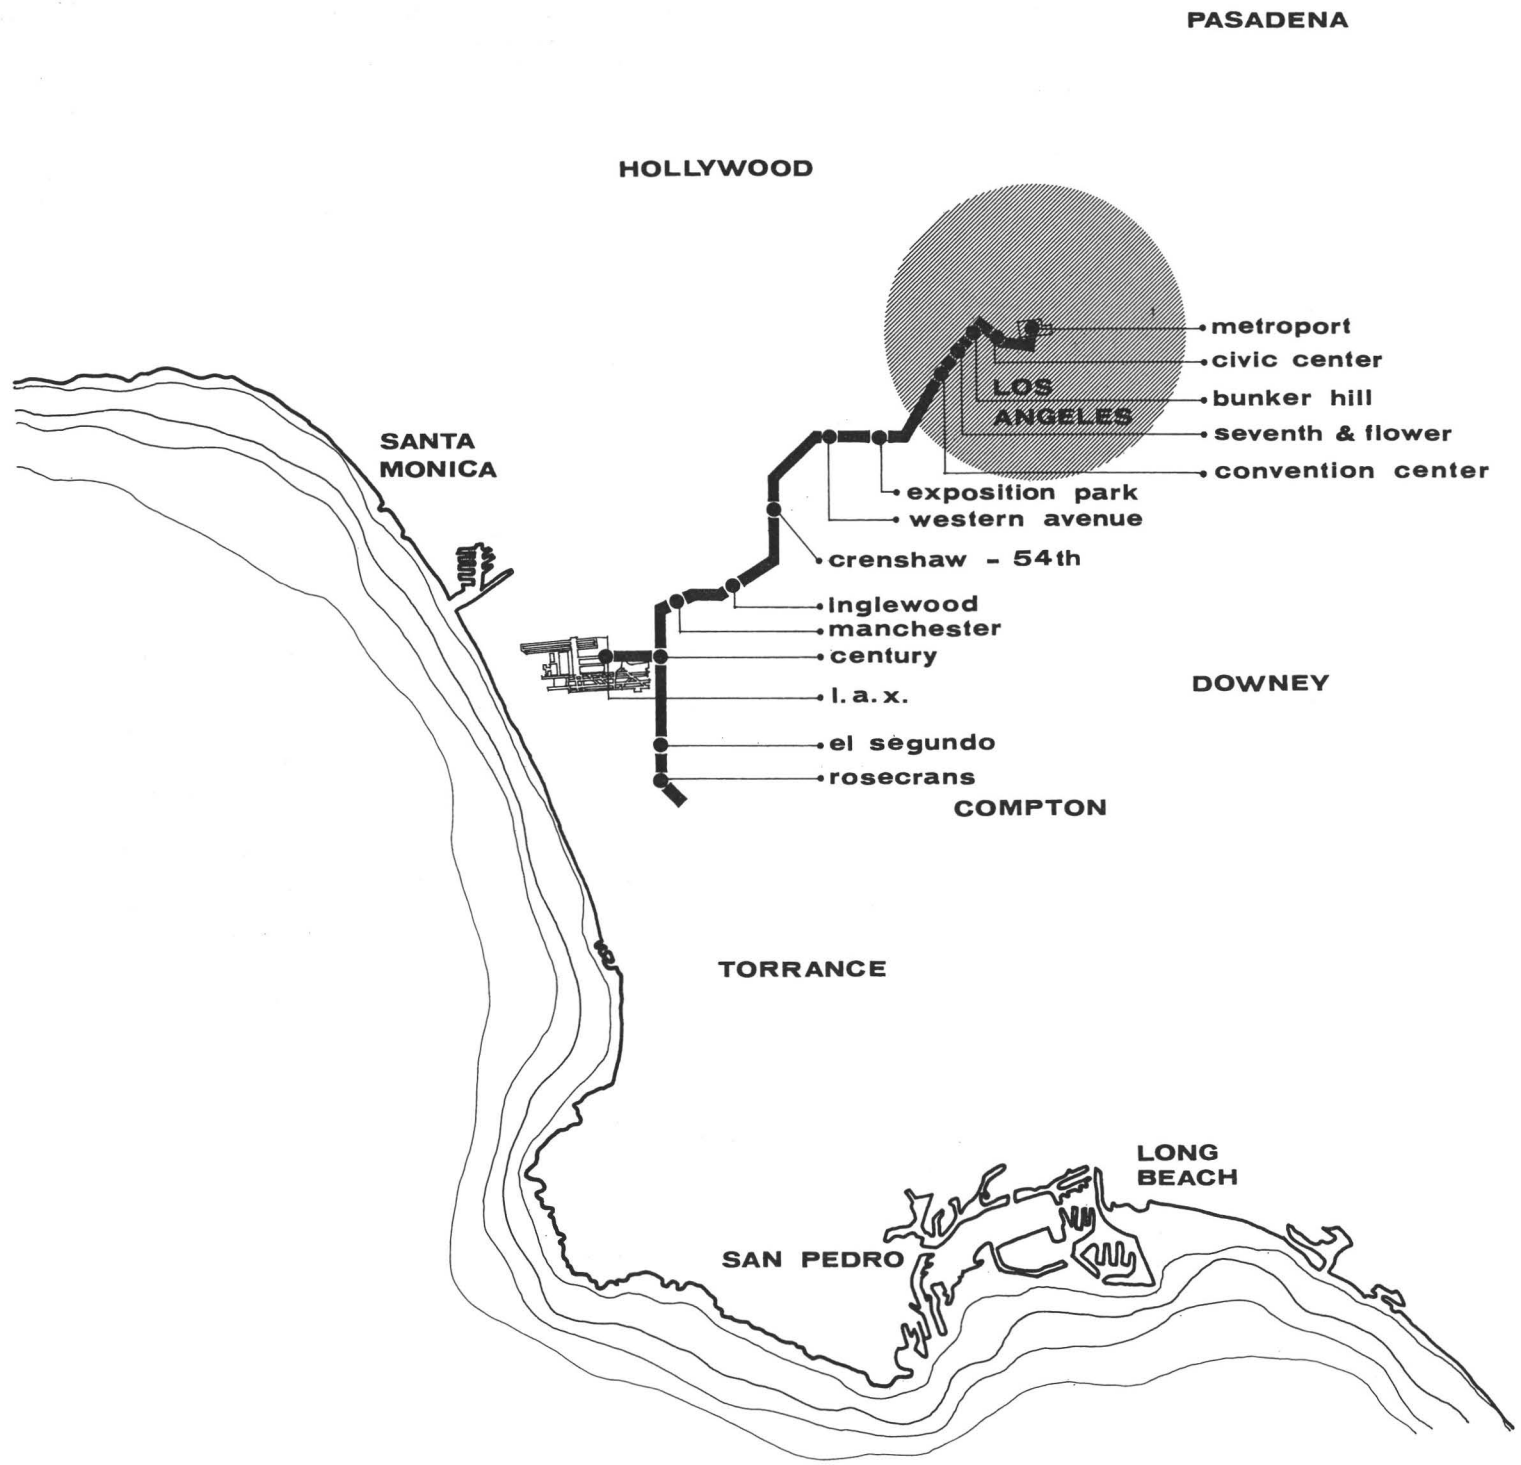 PASADENA
HOLLYWOOD
metroport
civic center
LOS
ANGELES
bunker hill
seventh & flower
convention center
SANTA
MONICA
exposition park
western avenue
crenshaw - 54th
inglewood
manchester
century
l.a.x.
DOWNEY
el segundo
rosecrans
COMPTON
TORRANCE
LONG
BEACH
SAN PEDRO